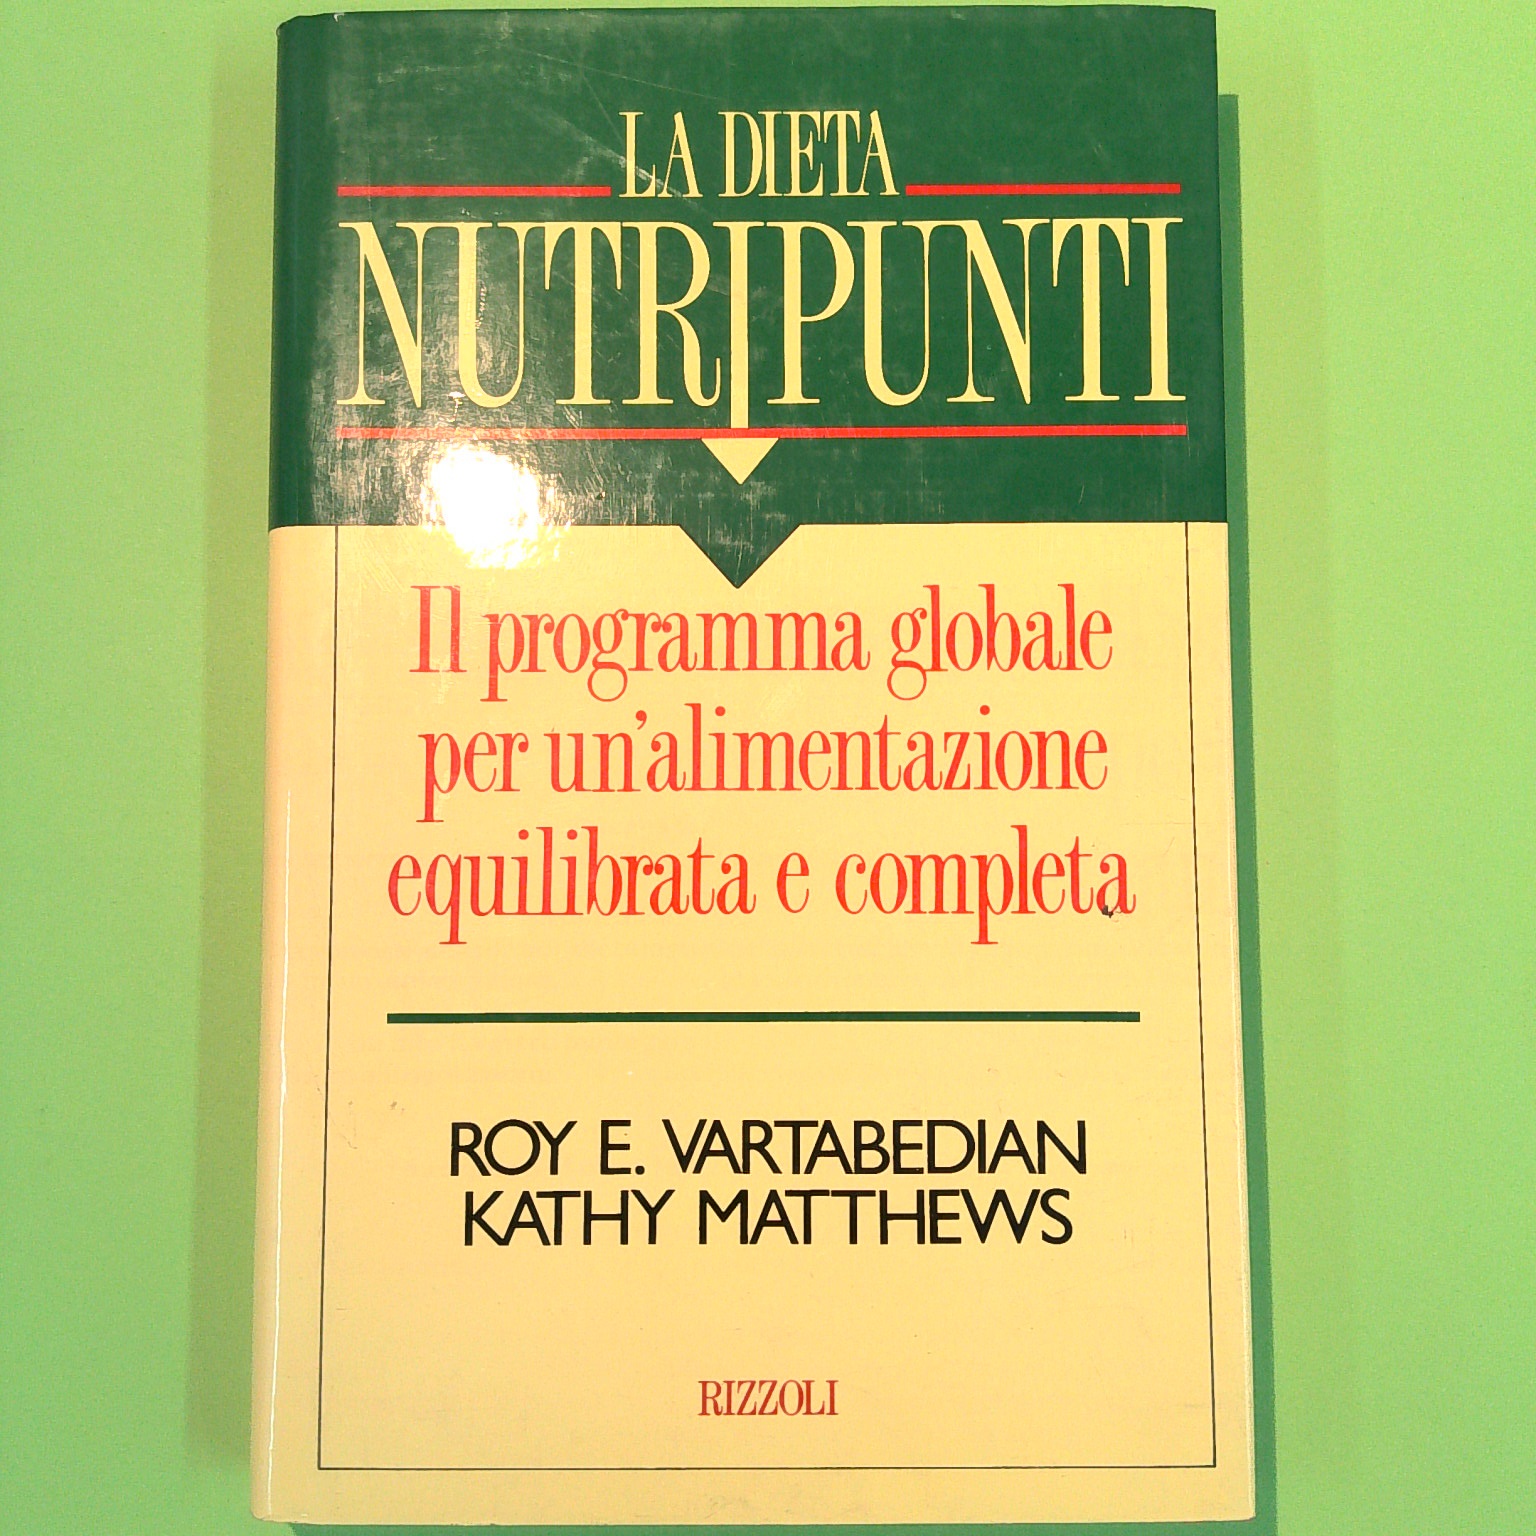 LA DIETA
NUTRIPUNTI
Il programma globale
per un'alimentazione
equilibrata e completa
ROY E. VARTABEDIAN
KATHY MATTHEWS
RIZZOLI